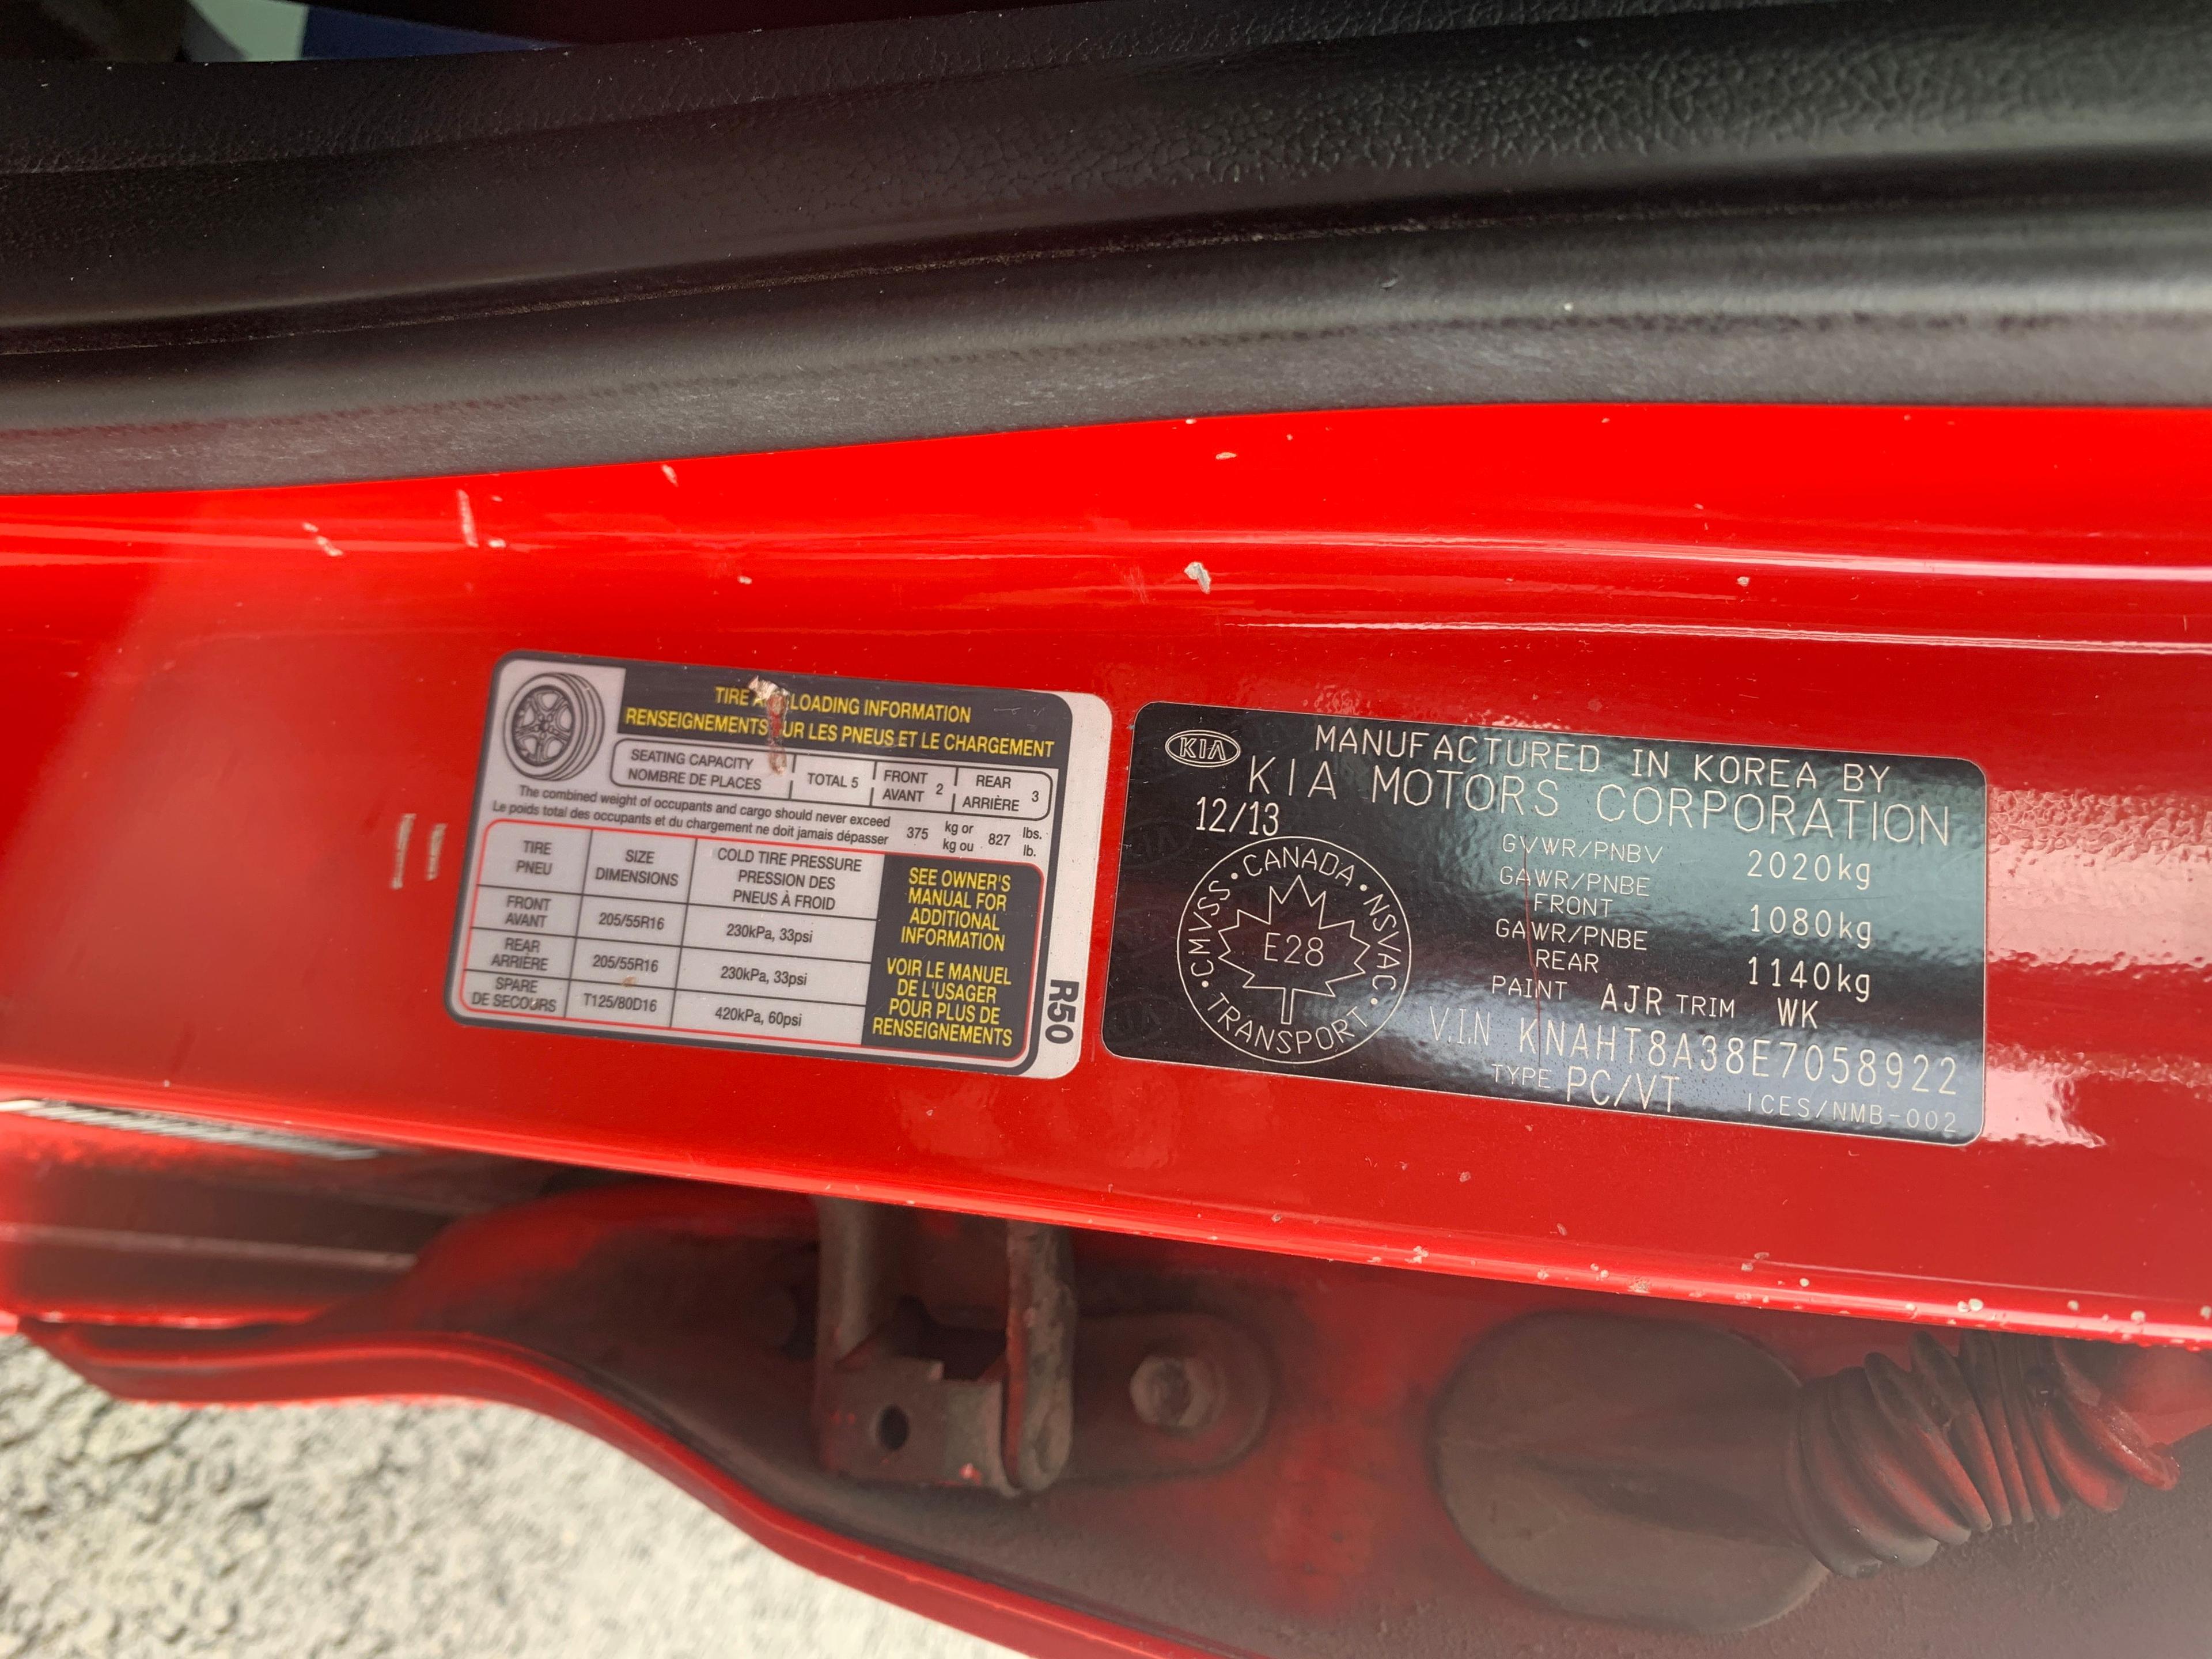 TIRE A LOADING INFORMATION
RENSEIGNEMENTS UR LES PNEUS ET LE CHARGEMENT
SEATING CAPACITY
NOMBRE DE PLACES
TOTAL 5
FRONT
AVANT
2
REAR
ARRIÈRE
3
The combined weight of occupants and cargo should never exceed
Le poids total des occupants et du chargement ne doit jamais dépasser
375
kg or
kg ou
827
lbs.
lb.
TIRE
PNEU
SIZE
DIMENSIONS
COLD TIRE PRESSURE
PRESSION DES
PNEUS À FROID
FRONT
AVANT
205/55R16
230kPa, 33psi
REAR
ARRIÈRE
205/55R16
230kPa, 33psi
SPARE
DE SECOURS
T125/80D16
420kPa, 60psi
SEE OWNER'S
MANUAL FOR
ADDITIONAL
INFORMATION
VOIR LE MANUEL
DE L'USAGER
POUR PLUS DE
RENSEIGNEMENTS
R50
KIA
MANUFACTURED IN KOREA BY
KIA MOTORS CORPORATION
12/13
CANADA • NSVAC • TRANSPORT • CMVSS •
E28
GVWR/PNBV 2020kg
GAWR/PNBE
FRONT 1080kg
GAWR/PNBE
REAR 1140kg
PAINT AJR TRIM WK
V.I.N KNAHT8A38E7058922
TYPE PC/VT ICES/NMB-002